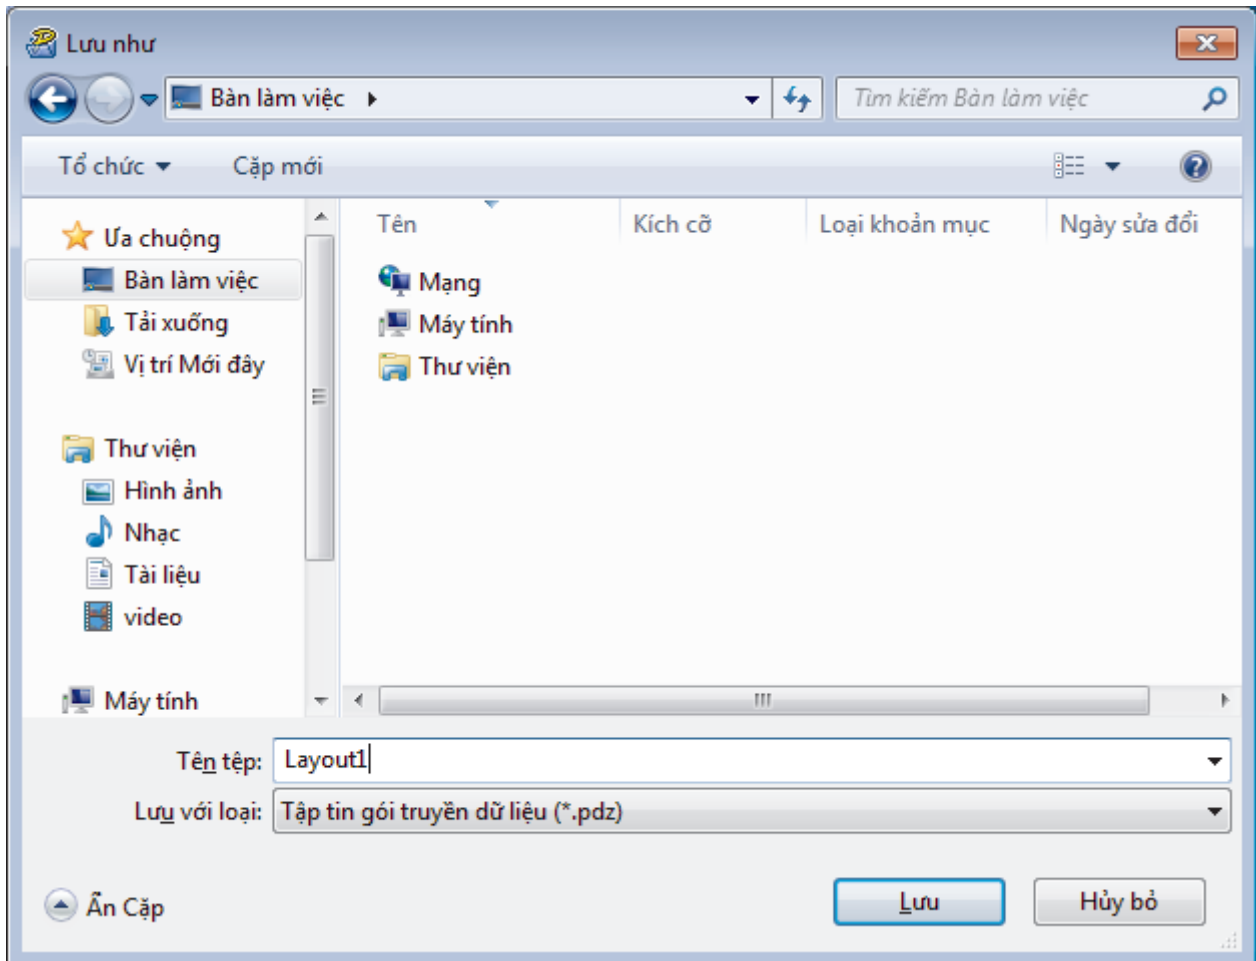 Lưu như
Bàn làm việc
Tìm kiếm Bàn làm việc
Tổ chức
Cặp mới
Tên
Kích cỡ
Loại khoản mục
Ngày sửa đổi
Ưa chuộng
Bàn làm việc
Tải xuống
Vị trí Mới đây
Thư viện
Hình ảnh
Nhạc
Tài liệu
video
Máy tính
Mạng
Máy tính
Thư viện
Tên tệp: Layout1
Lưu với loại: Tập tin gói truyền dữ liệu (*.pdz)
Ẩn Cặp
Lưu
Hủy bỏ